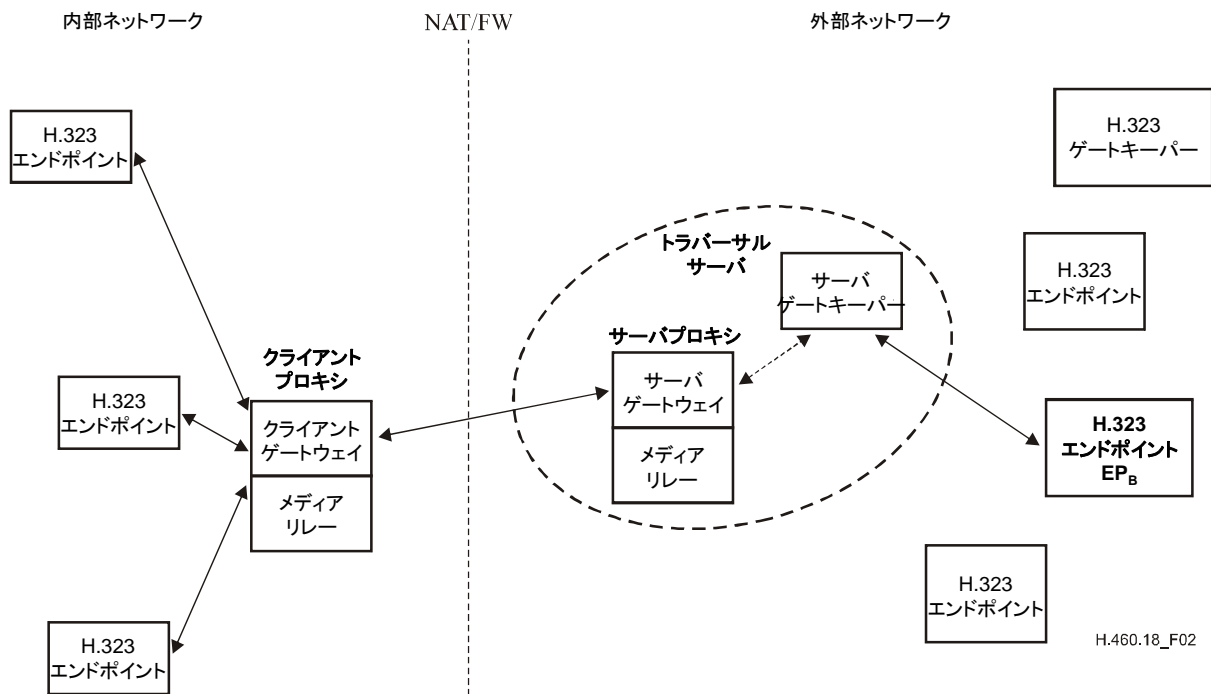 内部ネットワーク
NAT/FW
外部ネットワーク
H.323
エンドポイント
H.323
ゲートキーパー
トラバーサル
サーバ
サーバ
ゲートキーパー
H.323
エンドポイント
クライアント
プロキシ
サーバプロキシ
H.323
エンドポイント
クライアント
ゲートウェイ
メディア
リレー
サーバ
ゲートウェイ
メディア
リレー
H.323
エンドポイント
EPB
H.323
エンドポイント
H.323
エンドポイント
H.460.18_F02